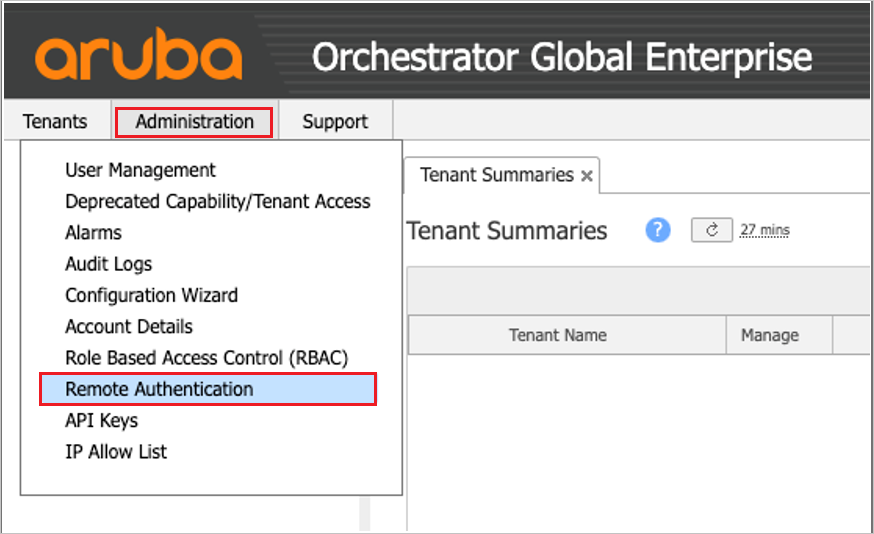 aruba Orchestrator Global Enterprise
Tenants Administration Support
User Management
Deprecated Capability/Tenant Access
Alarms
Audit Logs
Configuration Wizard
Account Details
Role Based Access Control (RBAC)
Remote Authentication
API Keys
IP Allow List
Tenant Summaries ×
Tenant Summaries ? 27 mins
Tenant Name Manage